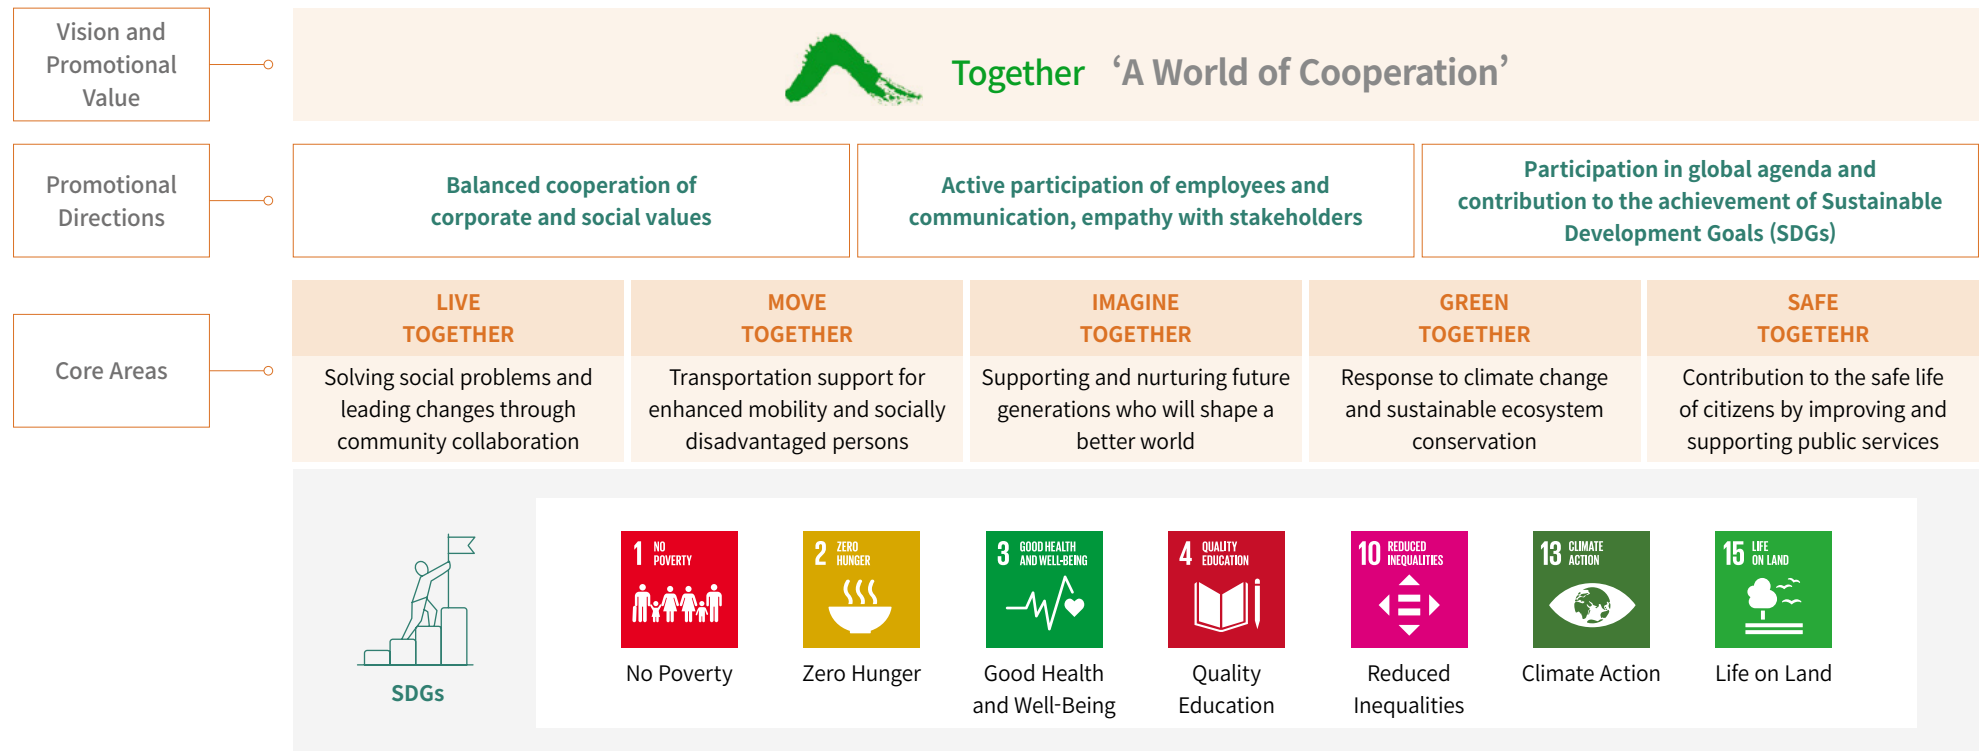 Vision and
Promotional
Value
Together ‘A World of Cooperation’
Promotional
Directions
Balanced cooperation of
corporate and social values
Active participation of employees and
communication, empathy with stakeholders
Participation in global agenda and
contribution to the achievement of Sustainable
Development Goals (SDGs)
Core Areas
LIVE
TOGETHER
Solving social problems and
leading changes through
community collaboration
MOVE
TOGETHER
Transportation support for
enhanced mobility and socially
disadvantaged persons
IMAGINE
TOGETHER
Supporting and nurturing future
generations who will shape a
better world
GREEN
TOGETHER
Response to climate change
and sustainable ecosystem
conservation
SAFE
TOGETEHR
Contribution to the safe life
of citizens by improving and
supporting public services
SDGs
1 NO
POVERTY
No Poverty
2 ZERO
HUNGER
Zero Hunger
3 GOOD HEALTH
AND WELL-BEING
Good Health
and Well-Being
4 QUALITY
EDUCATION
Quality
Education
10 REDUCED
INEQUALITIES
Reduced
Inequalities
13 CLIMATE
ACTION
Climate Action
15 LIFE
ON LAND
Life on Land